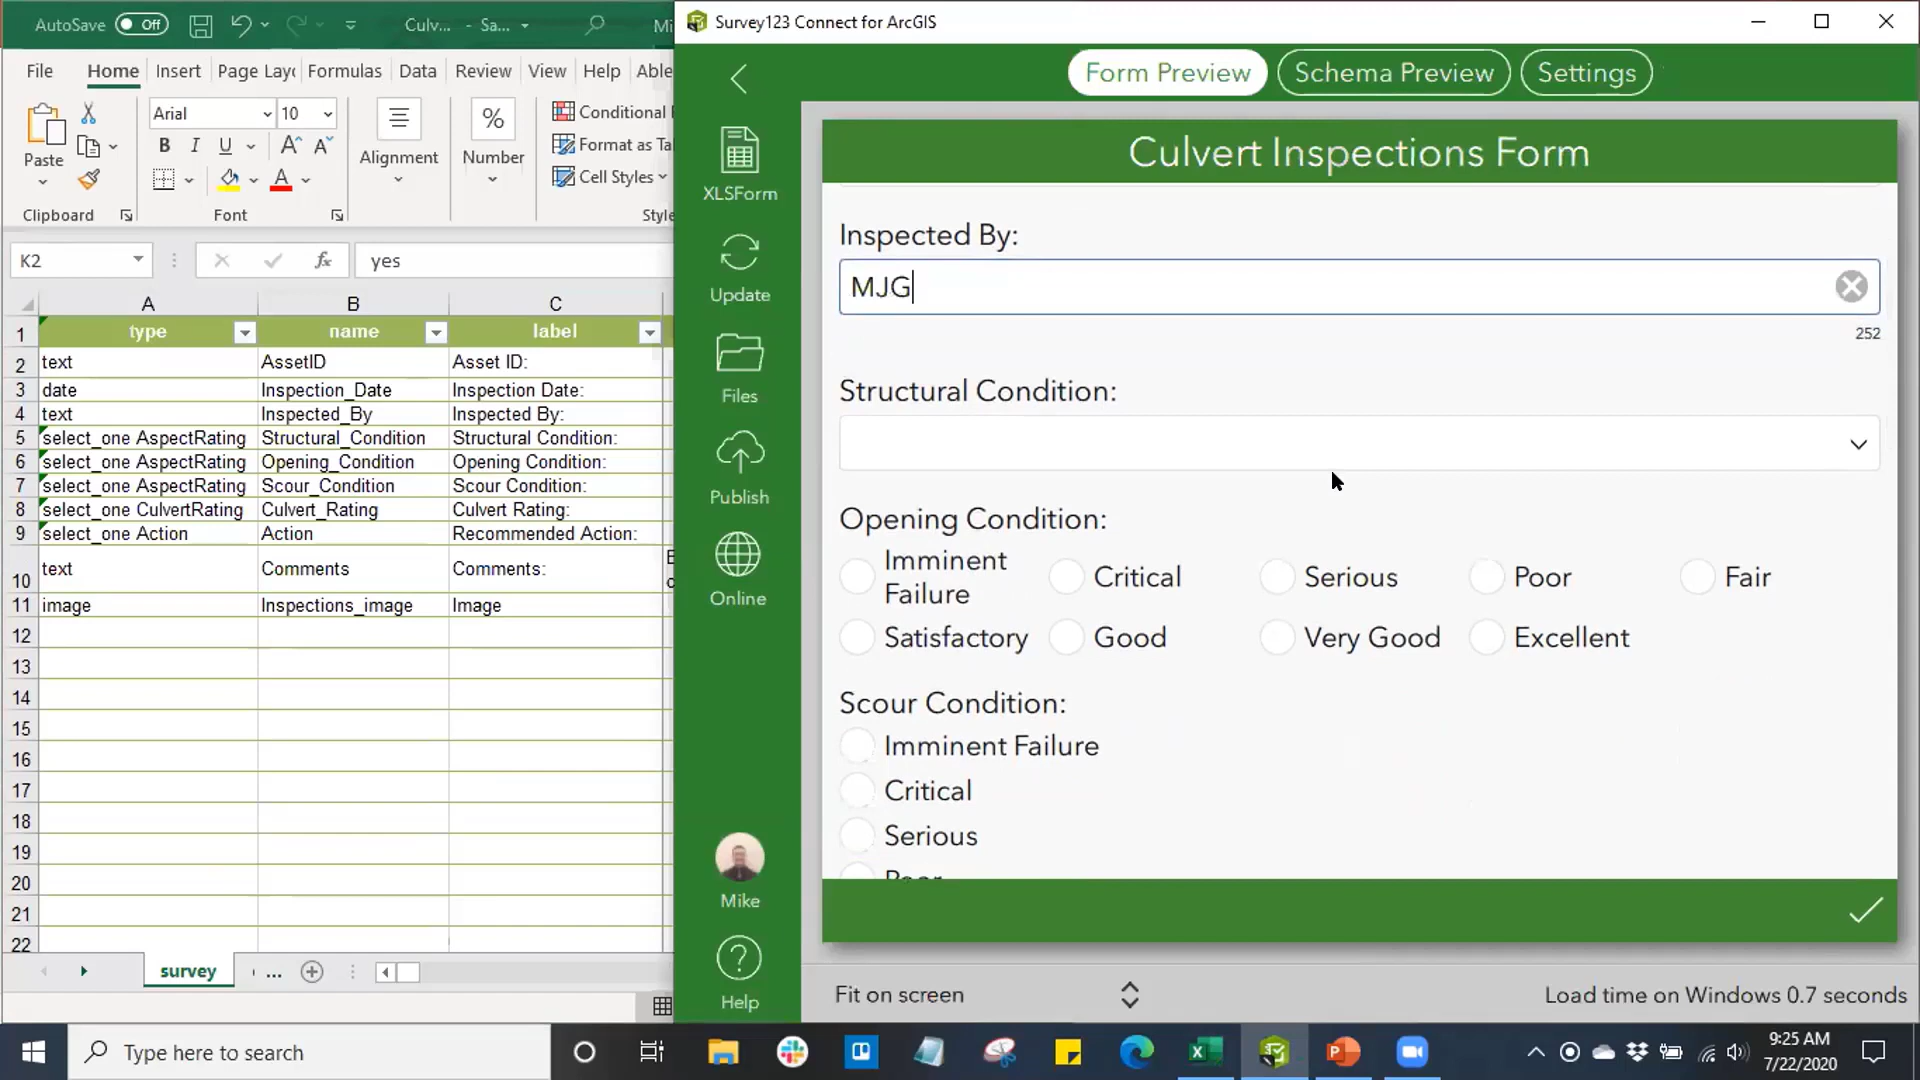 AutoSave Off Culv... - Sa... Mi
File Home Insert Page Layo Formulas Data Review View Help Able
Paste
Arial 10
B I U A A
Alignment
%
Number
Conditional
Format as Ta
Cell Styles
Clipboard Font Style
K2 fx yes
A B C
1 type name label
2 text AssetID Asset ID:
3 date Inspection_Date Inspection Date:
4 text Inspected_By Inspected By:
5 select_one AspectRating Structural_Condition Structural Condition:
6 select_one AspectRating Opening_Condition Opening Condition:
7 select_one AspectRating Scour_Condition Scour Condition:
8 select_one CulvertRating Culvert_Rating Culvert Rating:
9 select_one Action Action Recommended Action:
10 text Comments Comments:
11 image Inspections_image Image
12
13
14
15
16
17
18
19
20
21
22
survey ...
Survey123 Connect for ArcGIS
Form Preview Schema Preview Settings
XLSForm
Update
Files
Publish
Online
Mike
Help
Culvert Inspections Form
Inspected By:
MJG
252
Structural Condition:
Opening Condition:
Imminent Failure Critical Serious Poor Fair
Satisfactory Good Very Good Excellent
Scour Condition:
Imminent Failure
Critical
Serious
Poor
Fit on screen Load time on Windows 0.7 seconds
Type here to search
9:25 AM
7/22/2020